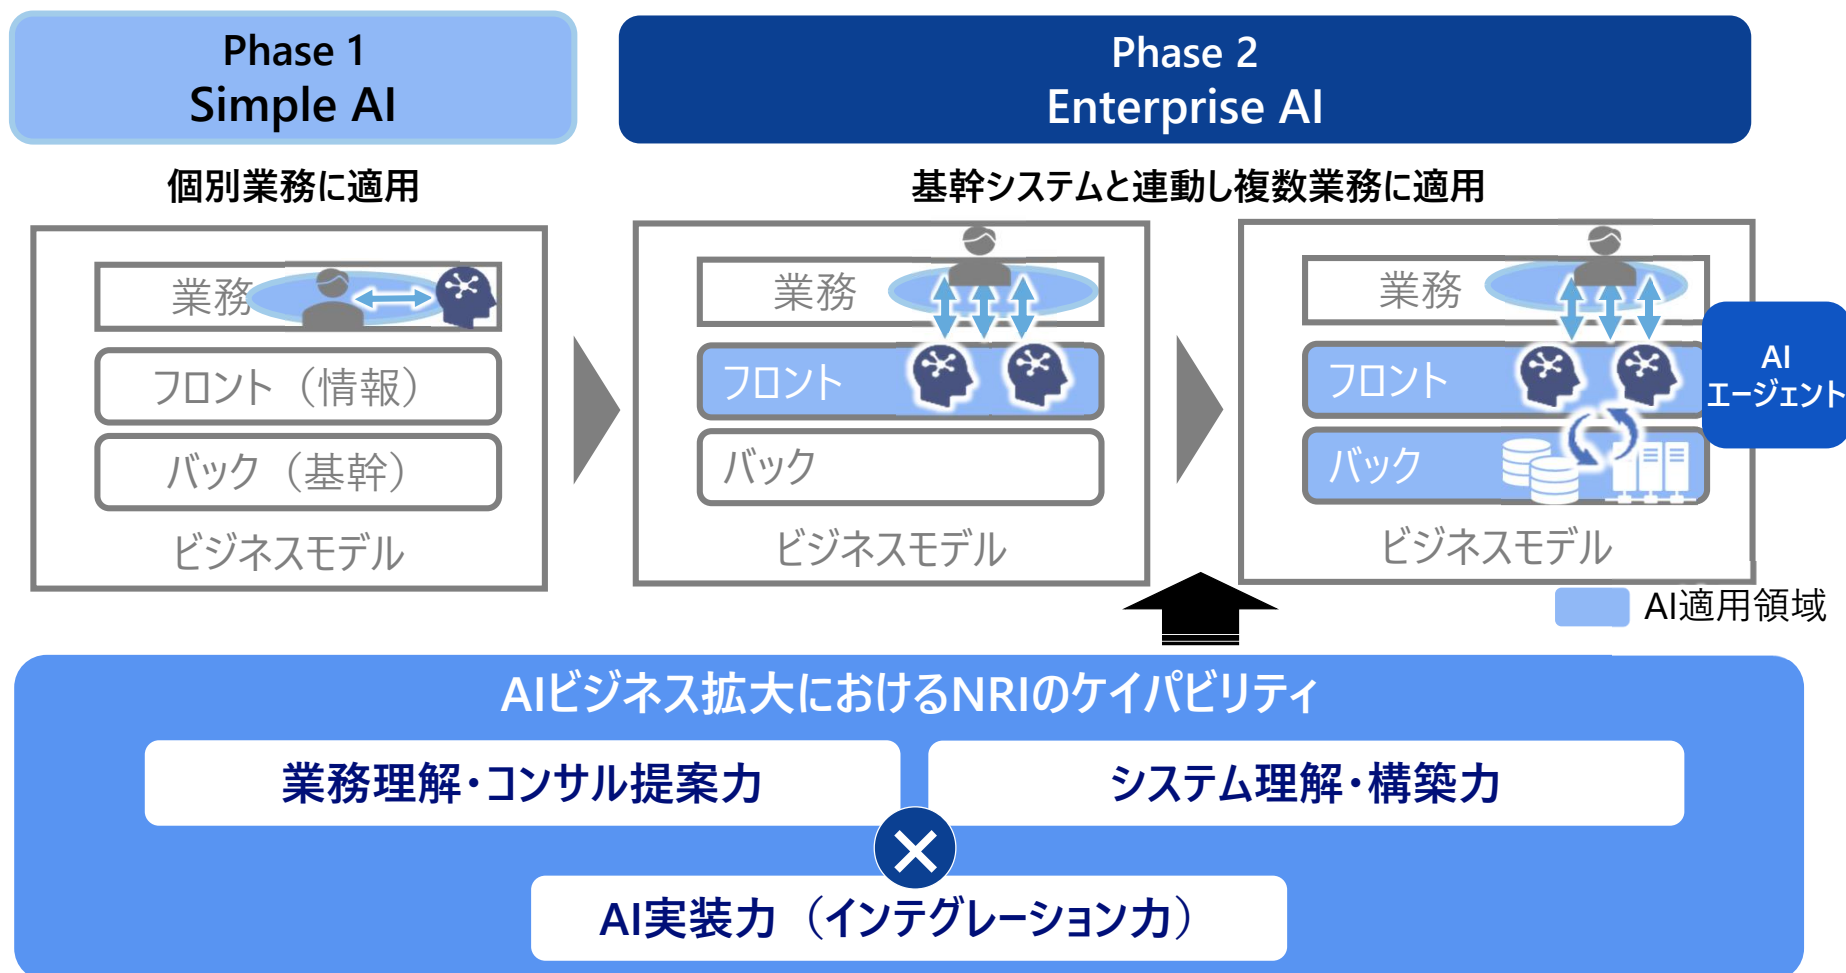 Phase 1
Simple AI
Phase 2
Enterprise AI
個別業務に適用
基幹システムと連動し複数業務に適用
業務
フロント（情報）
バック（基幹）
ビジネスモデル
業務
フロント
バック
ビジネスモデル
業務
フロント
バック
ビジネスモデル
AI
エージェント
AI適用領域
AIビジネス拡大におけるNRIのケイパビリティ
業務理解・コンサル提案力
システム理解・構築力
×
AI実装力（インテグレーション力）